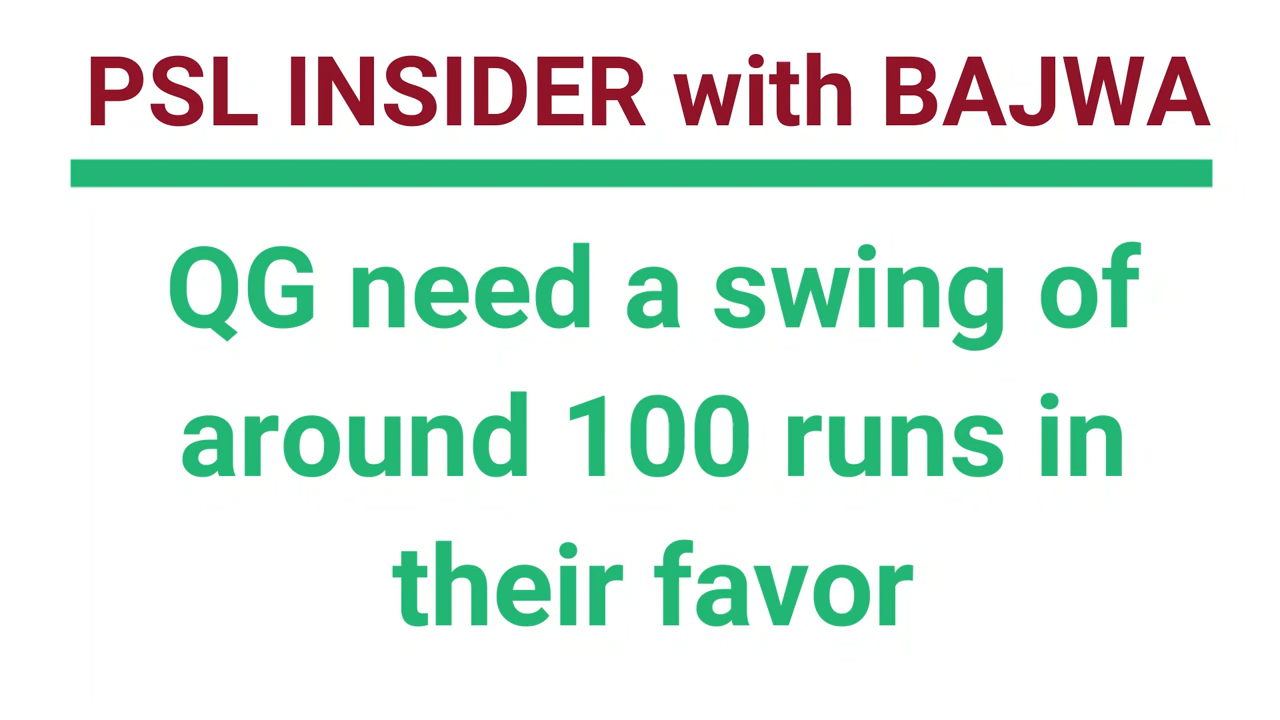 PSL INSIDER with BAJWA
QG need a swing of
around 100 runs in
their favor